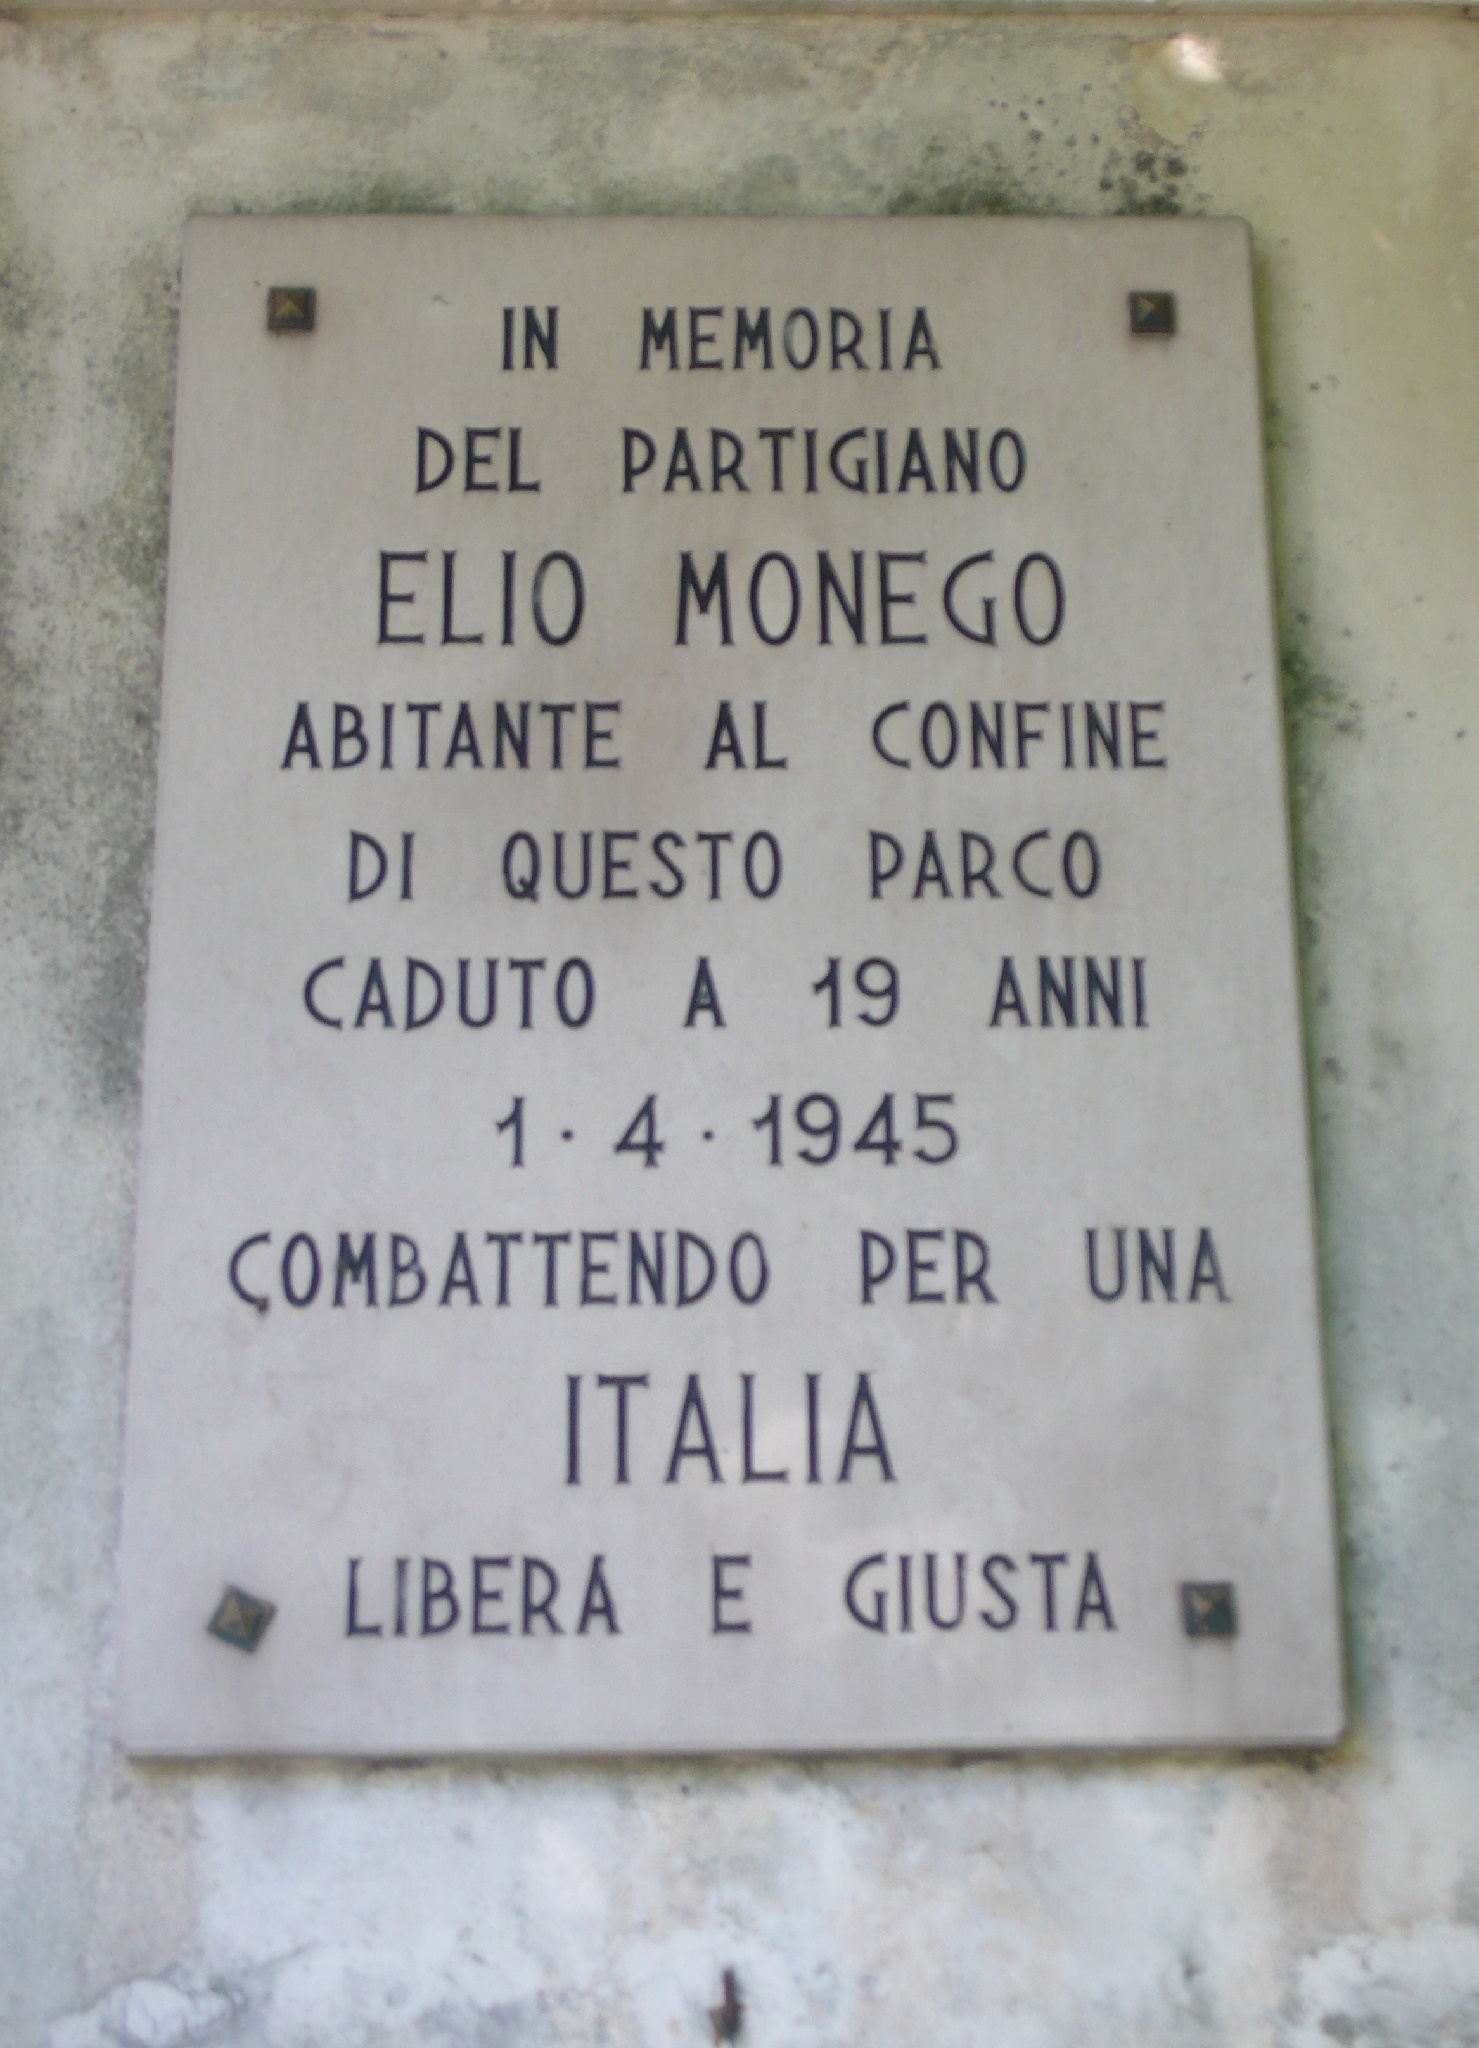 IN MEMORIA
DEL PARTIGIANO
ELIO MONEGO
ABITANTE AL CONFINE
DI QUESTO PARCO
CADUTO A 19 ANNI
1·4·1945
COMBATTENDO PER UNA
ITALIA
LIBERA E GIUSTA